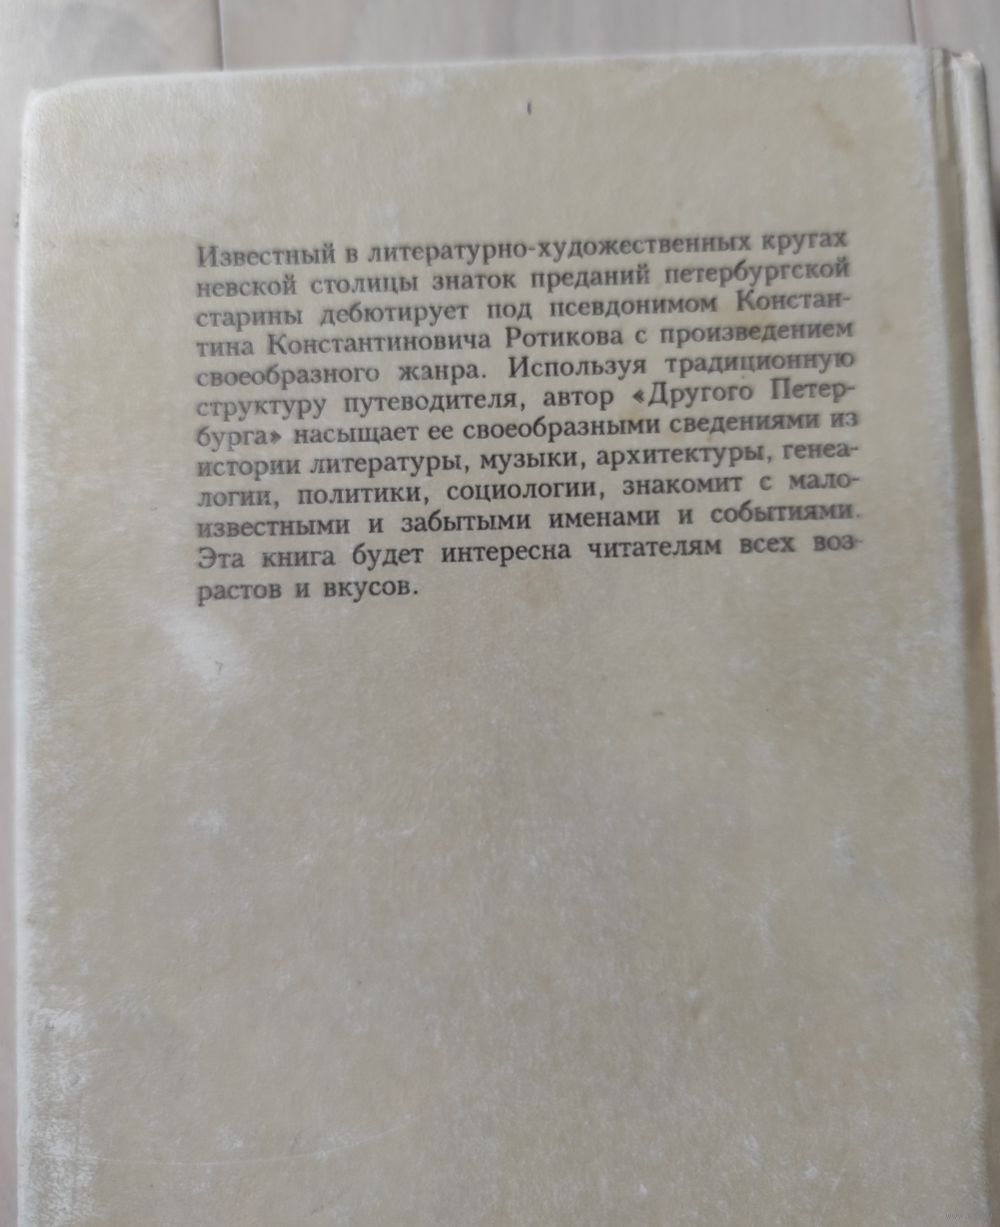 Известный в литературно-художественных кругах
невской столицы знаток преданий петербургской
старины дебютирует под псевдонимом Констан-
тина Константиновича Ротикова с произведением
своеобразного жанра. Используя традиционную
структуру путеводителя, автор «Другого Петер-
бурга» насыщает ее своеобразными сведениями из
истории литературы, музыки, архитектуры, генеа-
логии, политики, социологии, знакомит с мало-
известными и забытыми именами и событиями.
Эта книга будет интересна читателям всех воз-
растов и вкусов.